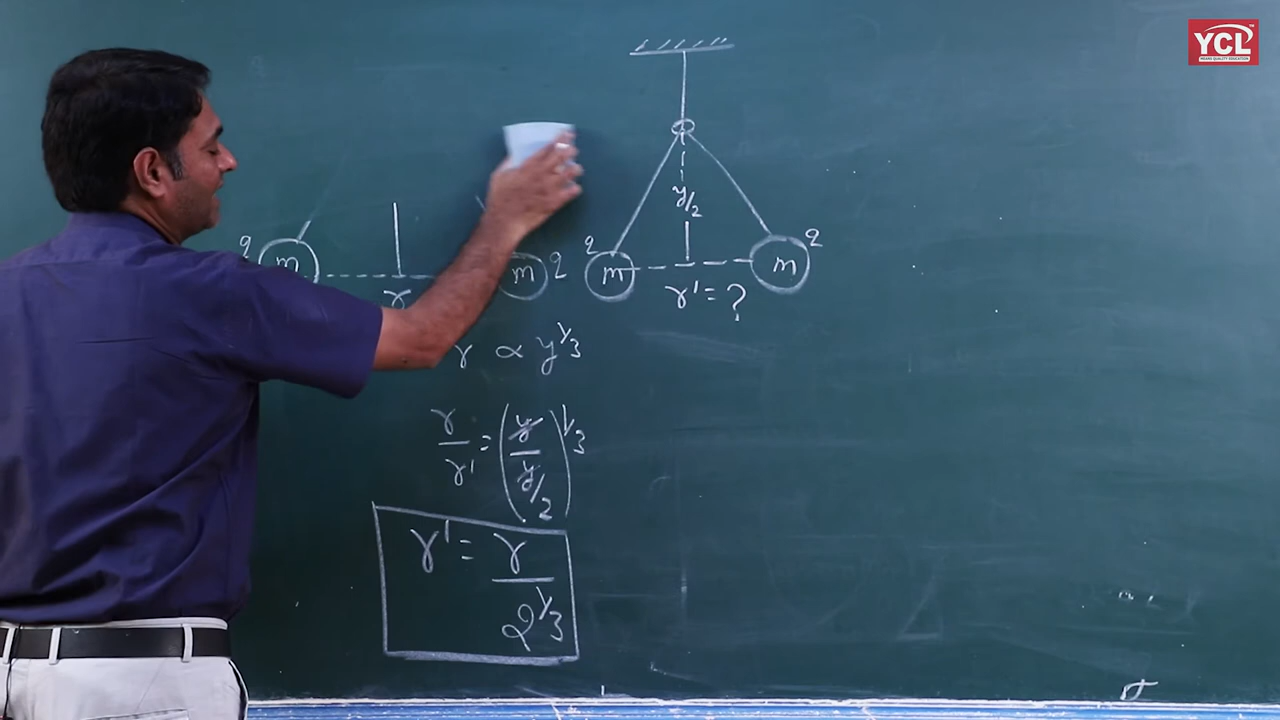 YCL
y/2
q m r m q
q m m q
r' = ?
r ∝ y^1/3
r/r' = (y/(y/2))^1/3
r' = r/2^1/3